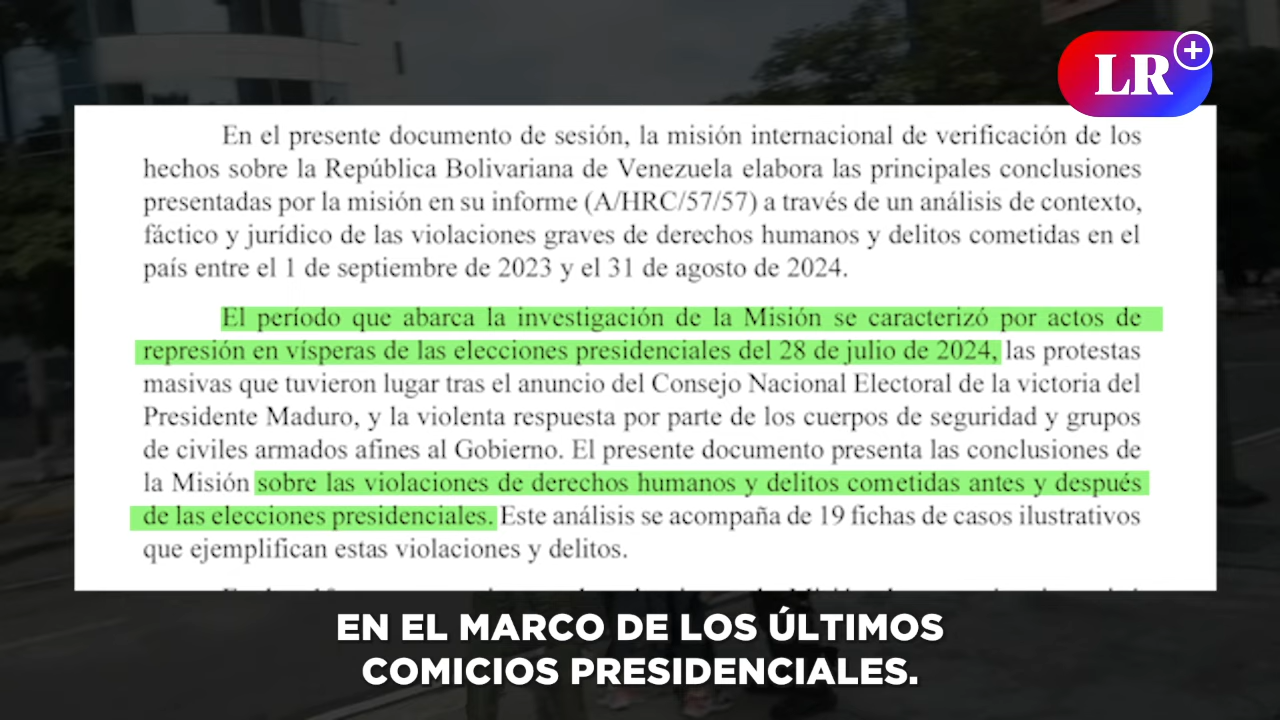 LR+
En el presente documento de sesión, la misión internacional de verificación de los
hechos sobre la República Bolivariana de Venezuela elabora las principales conclusiones
presentadas por la misión en su informe (A/HRC/57/57) a través de un análisis de contexto,
fáctico y jurídico de las violaciones graves de derechos humanos y delitos cometidas en el
país entre el 1 de septiembre de 2023 y el 31 de agosto de 2024.
El período que abarca la investigación de la Misión se caracterizó por actos de
represión en vísperas de las elecciones presidenciales del 28 de julio de 2024, las protestas
masivas que tuvieron lugar tras el anuncio del Consejo Nacional Electoral de la victoria del
Presidente Maduro, y la violenta respuesta por parte de los cuerpos de seguridad y grupos
de civiles armados afines al Gobierno. El presente documento presenta las conclusiones de
la Misión sobre las violaciones de derechos humanos y delitos cometidas antes y después
de las elecciones presidenciales. Este análisis se acompaña de 19 fichas de casos ilustrativos
que ejemplifican estas violaciones y delitos.
EN EL MARCO DE LOS ÚLTIMOS
COMICIOS PRESIDENCIALES.